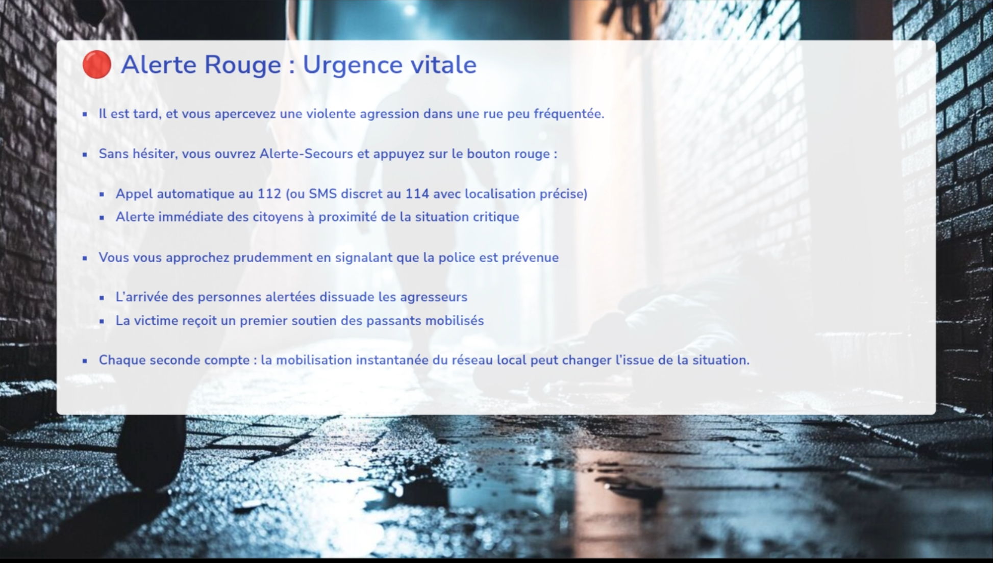 Alerte Rouge : Urgence vitale
Il est tard, et vous apercevez une violente agression dans une rue peu fréquentée.
Sans hésiter, vous ouvrez Alerte-Secours et appuyez sur le bouton rouge :
Appel automatique au 112 (ou SMS discret au 114 avec localisation précise)
Alerte immédiate des citoyens à proximité de la situation critique
Vous vous approchez prudemment en signalant que la police est prévenue
L’arrivée des personnes alertées dissuade les agresseurs
La victime reçoit un premier soutien des passants mobilisés
Chaque seconde compte : la mobilisation instantanée du réseau local peut changer l’issue de la situation.